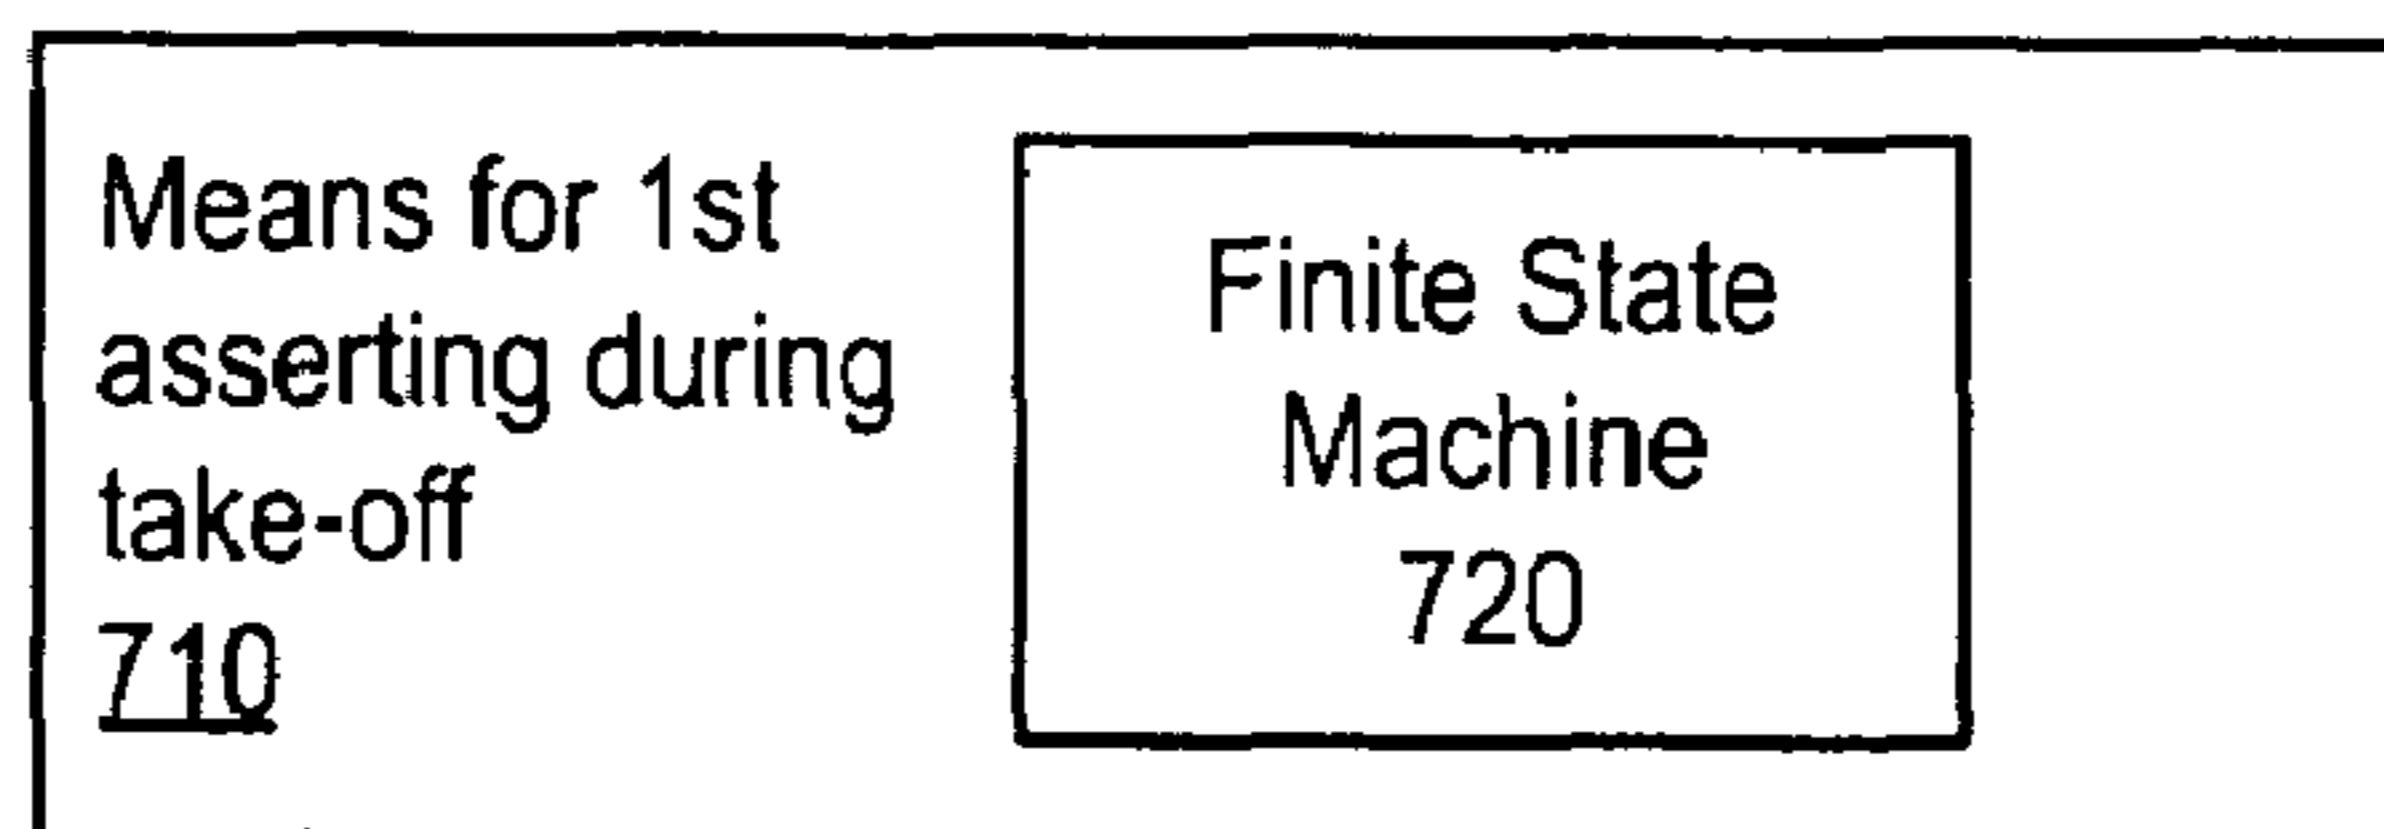 Means for 1st
asserting during
take-off
710
Finite State
Machine
720